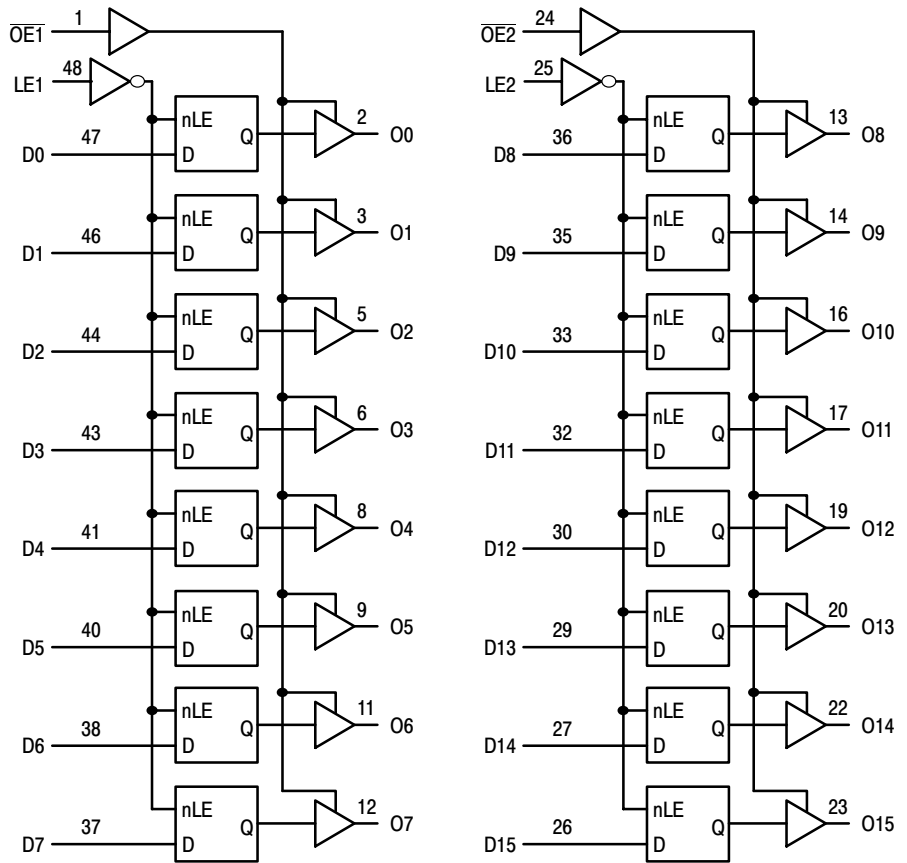 OE1 1
LE1 48
nLE Q 2 O0
D0 47 D
nLE Q 3 O1
D1 46 D
nLE Q 5 O2
D2 44 D
nLE Q 6 O3
D3 43 D
nLE Q 8 O4
D4 41 D
nLE Q 9 O5
D5 40 D
nLE Q 11 O6
D6 38 D
nLE Q 12 O7
D7 37 D
OE2 24
LE2 25
nLE Q 13 O8
D8 36 D
nLE Q 14 O9
D9 35 D
nLE Q 16 O10
D10 33 D
nLE Q 17 O11
D11 32 D
nLE Q 19 O12
D12 30 D
nLE Q 20 O13
D13 29 D
nLE Q 22 O14
D14 27 D
nLE Q 23 O15
D15 26 D